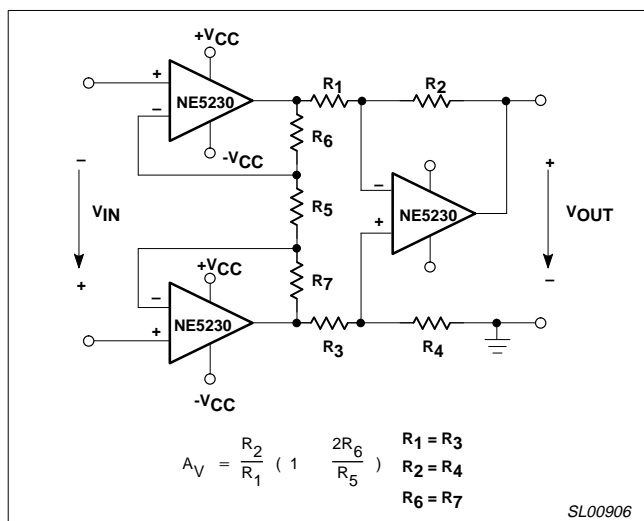 +VCC
+
NE5230
−
-VCC
R1
R2
R6
R5
R7
−
VIN
+
−
NE5230
+
+
VOUT
−
+VCC
−
NE5230
+
-VCC
R3
R4
AV = R2/R1 ( 1 2R6/R5 )
R1 = R3
R2 = R4
R6 = R7
SL00906